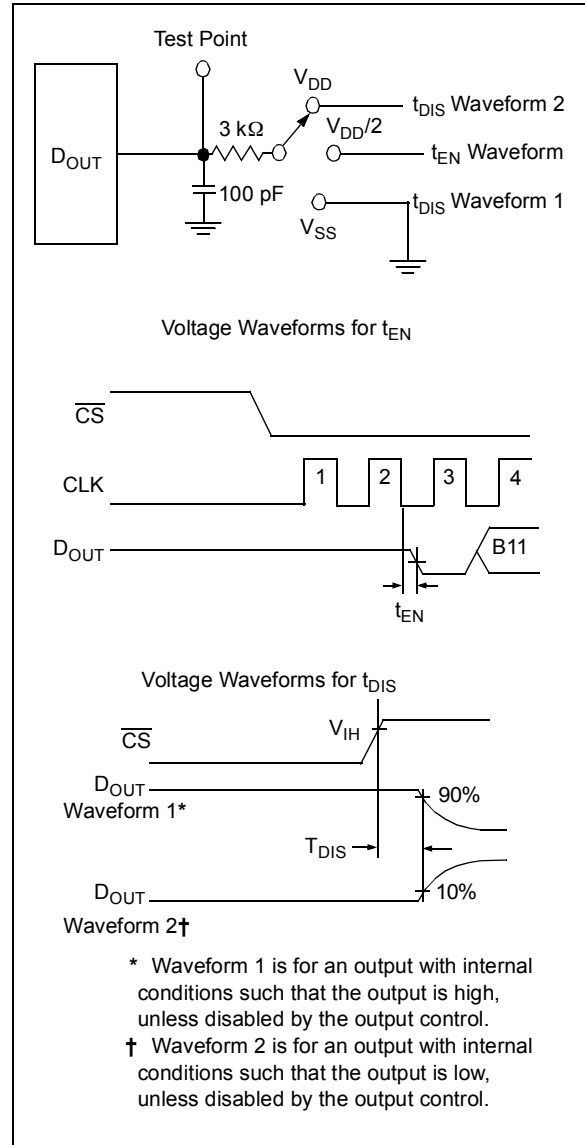 Test Point
V_DD
t_DIS Waveform 2
3 kΩ
V_DD/2
D_OUT
t_EN Waveform
100 pF
t_DIS Waveform 1
V_SS
Voltage Waveforms for t_EN
CS
CLK
1 2 3 4
D_OUT
B11
t_EN
Voltage Waveforms for t_DIS
V_IH
CS
D_OUT
90%
Waveform 1*
T_DIS
D_OUT
10%
Waveform 2†
* Waveform 1 is for an output with internal
conditions such that the output is high,
unless disabled by the output control.
† Waveform 2 is for an output with internal
conditions such that the output is low,
unless disabled by the output control.